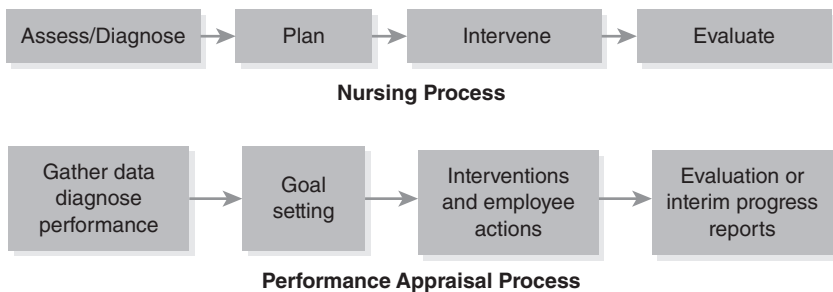 Assess/Diagnose
Plan
Intervene
Evaluate
Nursing Process
Gather data
diagnose
performance
Goal
setting
Interventions
and employee
actions
Evaluation or
interim progress
reports
Performance Appraisal Process